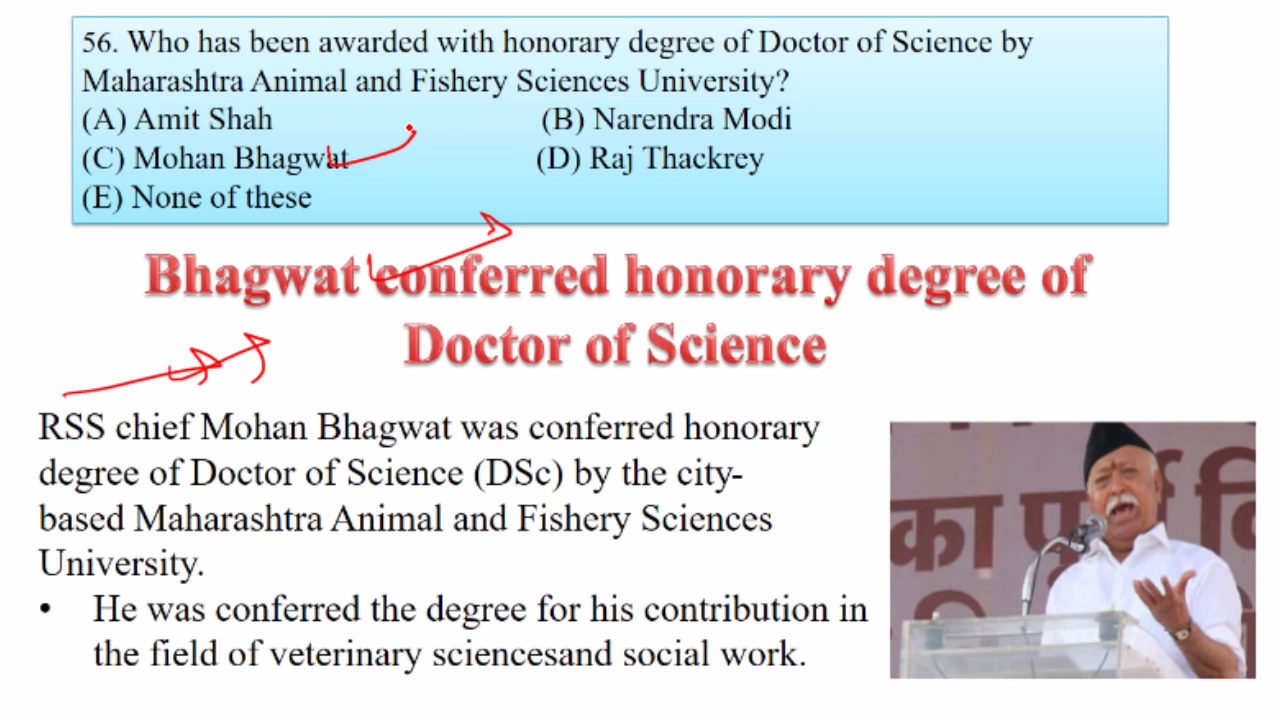 56. Who has been awarded with honorary degree of Doctor of Science by
Maharashtra Animal and Fishery Sciences University?
(A) Amit Shah (B) Narendra Modi
(C) Mohan Bhagwat (D) Raj Thackrey
(E) None of these
Bhagwat conferred honorary degree of
Doctor of Science
RSS chief Mohan Bhagwat was conferred honorary
degree of Doctor of Science (DSc) by the city-
based Maharashtra Animal and Fishery Sciences
University.
• He was conferred the degree for his contribution in
the field of veterinary sciencesand social work.
का